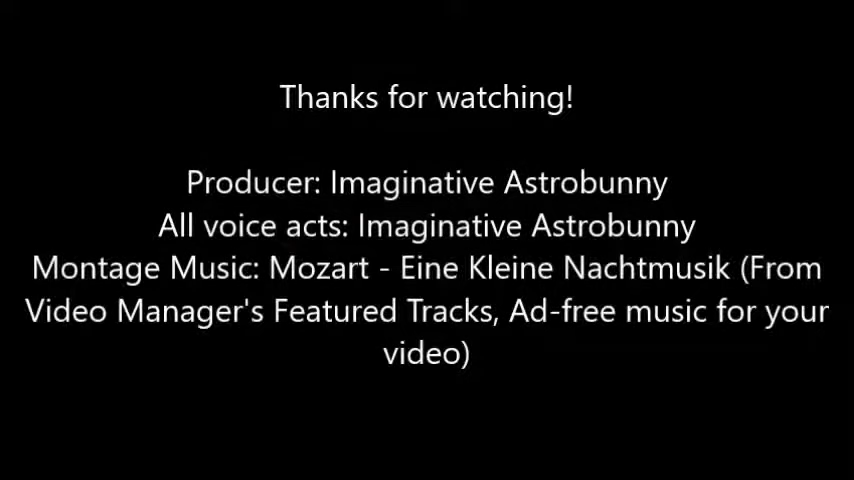 Thanks for watching!
Producer: Imaginative Astrobunny
All voice acts: Imaginative Astrobunny
Montage Music: Mozart - Eine Kleine Nachtmusik (From
Video Manager's Featured Tracks, Ad-free music for your
video)